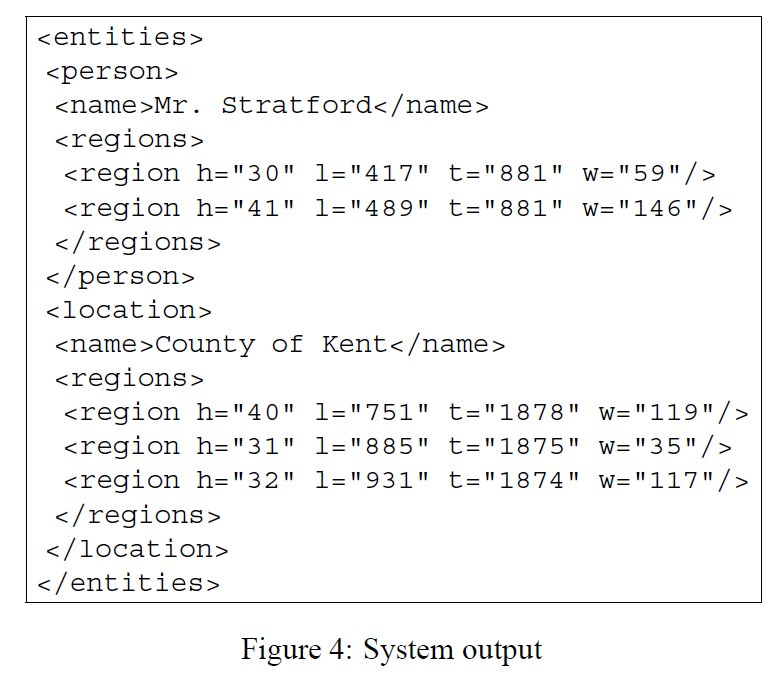 <entities>
<person>
<name>Mr. Stratford</name>
<regions>
<region h="30" l="417" t="881" w="59"/>
<region h="41" l="489" t="881" w="146"/>
</regions>
</person>
<location>
<name>County of Kent</name>
<regions>
<region h="40" l="751" t="1878" w="119"/>
<region h="31" l="885" t="1875" w="35"/>
<region h="32" l="931" t="1874" w="117"/>
</regions>
</location>
</entities>
Figure 4: System output